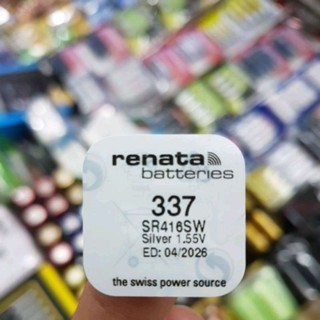 renata
batteries
337
SR416SW
Silver 1.55V
ED: 04/2026
the swiss power source